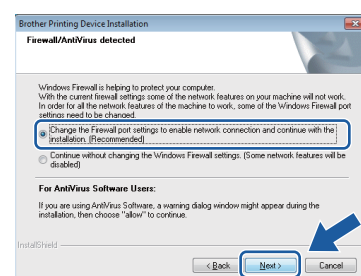 Brother Printing Device Installation
Firewall/AntiVirus detected
Windows Firewall is helping to protect your computer.
With the current firewall settings some of the network features on your machine will not work.
In order for all the network features of the machine to work, some of the Windows Firewall port
settings need to be changed.
Change the Firewall port settings to enable network connection and continue with the
installation. (Recommended)
Continue without changing the Windows Firewall settings. (Some network features will be
disabled)
For AntiVirus Software Users:
If you are using AntiVirus Software, a warning dialog window might appear during the
installation, then choose "allow" to continue.
InstallShield
< Back
Next >
Cancel